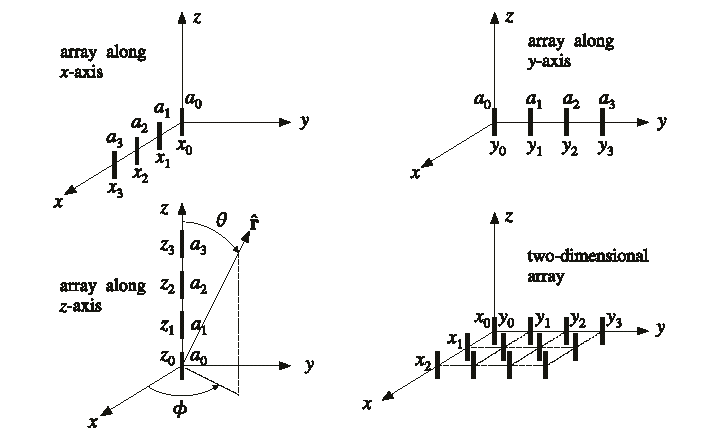 z
array along
x-axis
a₀
a₁
a₂
a₃
y
x₀
x₁
x₂
x₃
x
z
array along
y-axis
a₀ a₁ a₂ a₃
y
y₀ y₁ y₂ y₃
x
z
θ
r̂
z₃ a₃
array along
z-axis
z₂ a₂
z₁ a₁
z₀ a₀
y
ϕ
x
z
two-dimensional
array
x₀ y₀ y₁ y₂ y₃
y
x₁
x₂
x